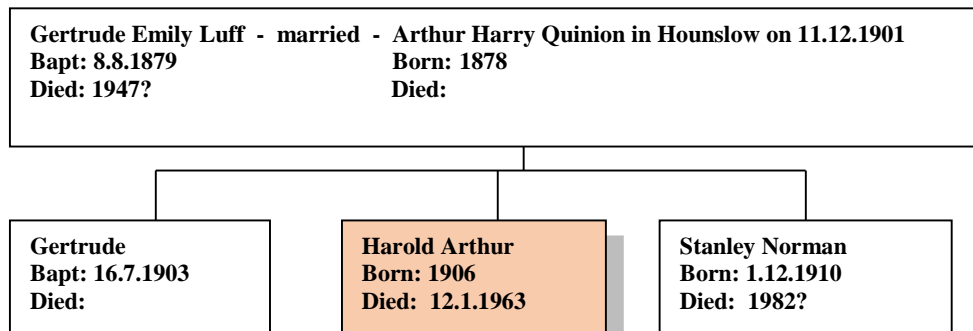 Gertrude Emily Luff - married - Arthur Harry Quinion in Hounslow on 11.12.1901
Bapt: 8.8.1879 Born: 1878
Died: 1947? Died:
Gertrude
Bapt: 16.7.1903
Died:
Harold Arthur
Born: 1906
Died: 12.1.1963
Stanley Norman
Born: 1.12.1910
Died: 1982?